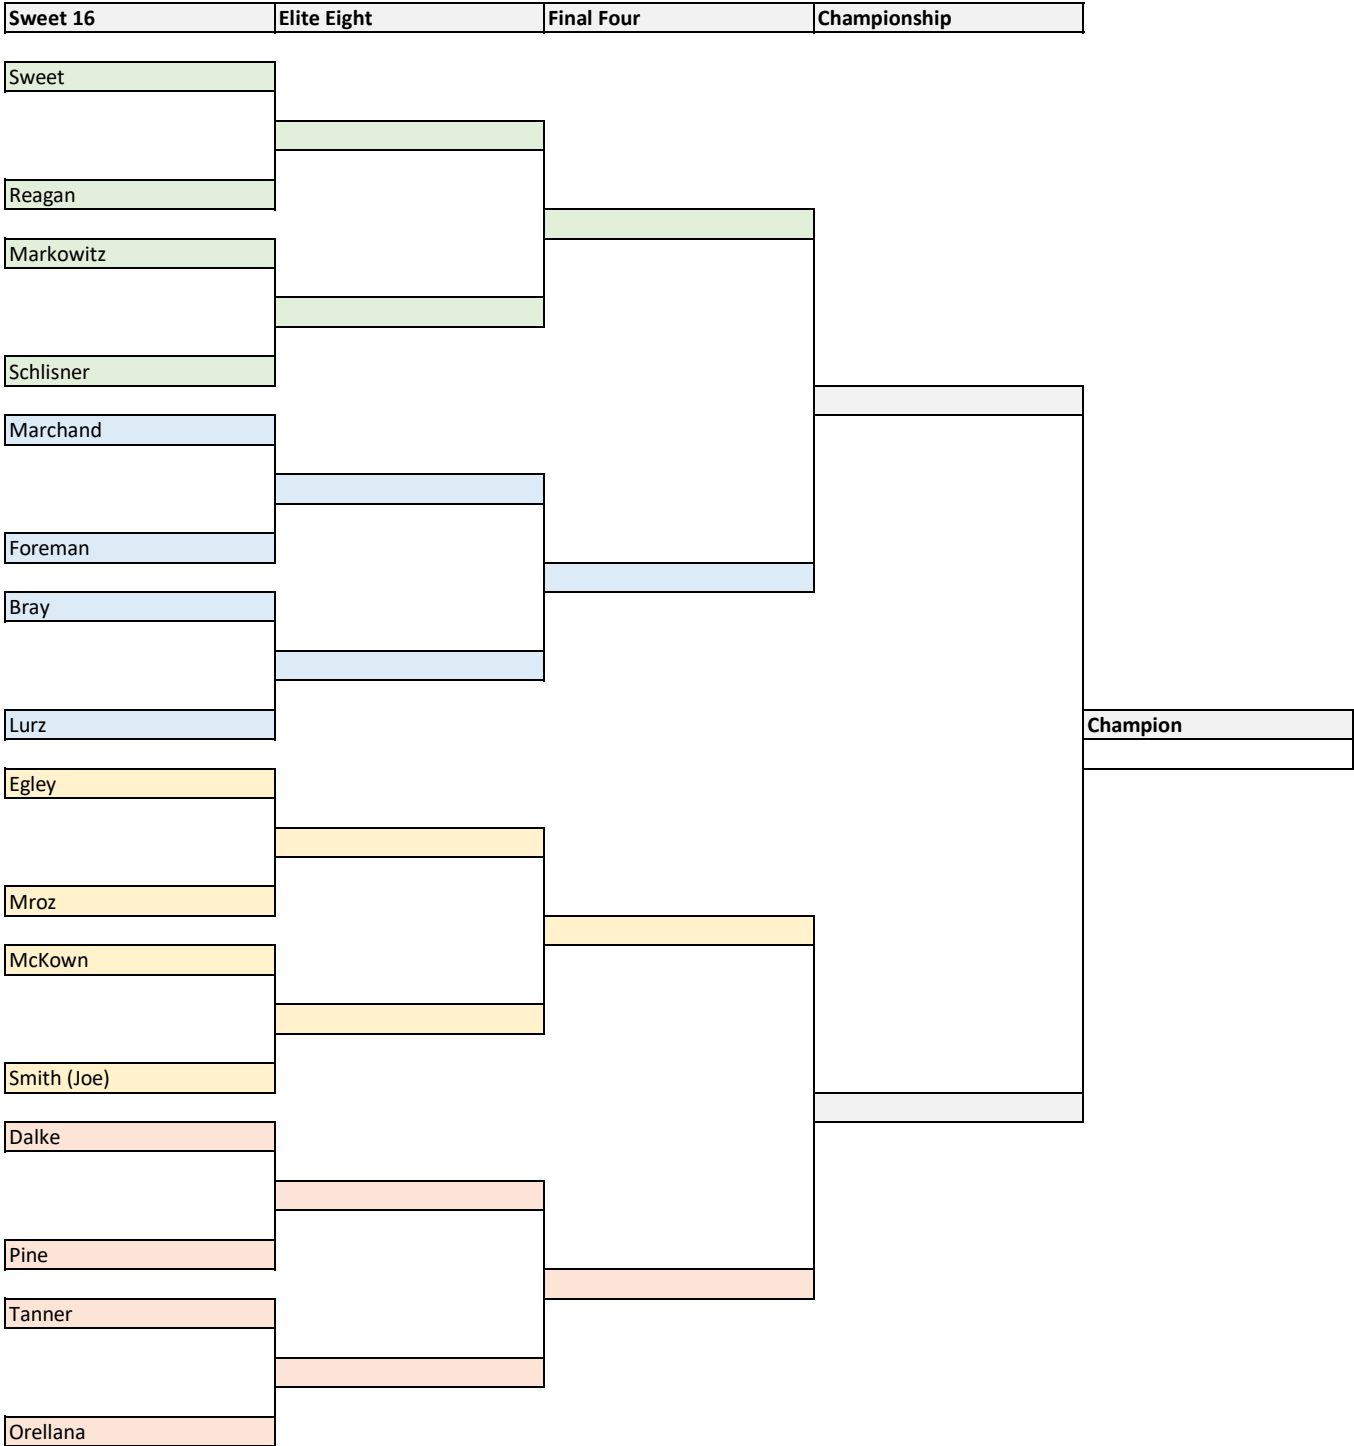 Sweet 16 Elite Eight Final Four Championship
Sweet
Reagan
Markowitz
Schlisner
Marchand
Foreman
Bray
Lurz
Champion
Egley
Mroz
McKown
Smith (Joe)
Dalke
Pine
Tanner
Orellana